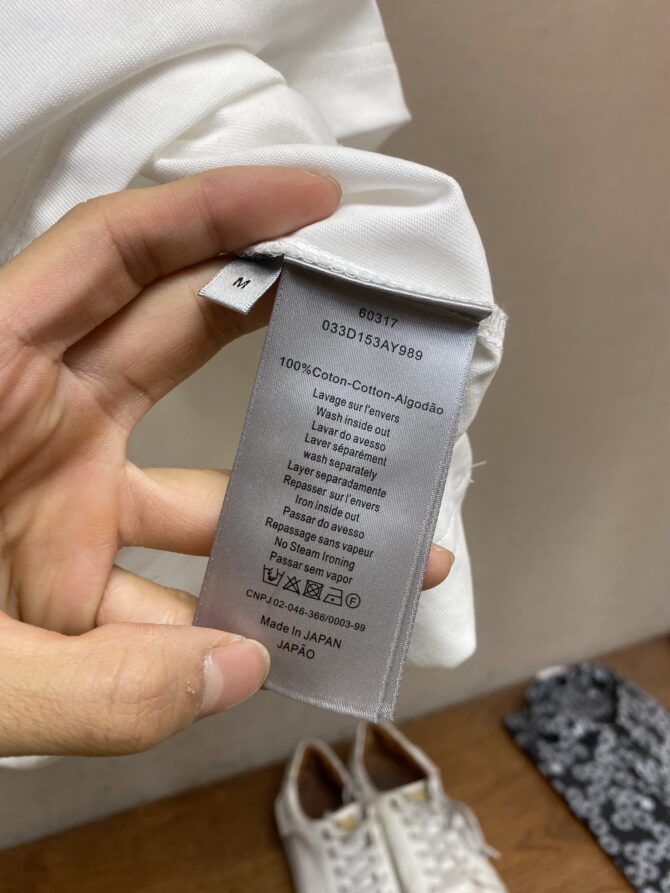 M
60317
033D153AY989
100%Coton-Cotton-Algodão
Lavage sur l'envers
Wash inside out
Lavar do avesso
Laver séparément
wash separately
Layer separadamente
Repasser sur l'envers
Iron inside out
Passar do avesso
Repassage sans vapeur
No Steam Ironing
Passar sem vapor
CNPJ 02-046-366/0003-99
Made In JAPAN
JAPÃO